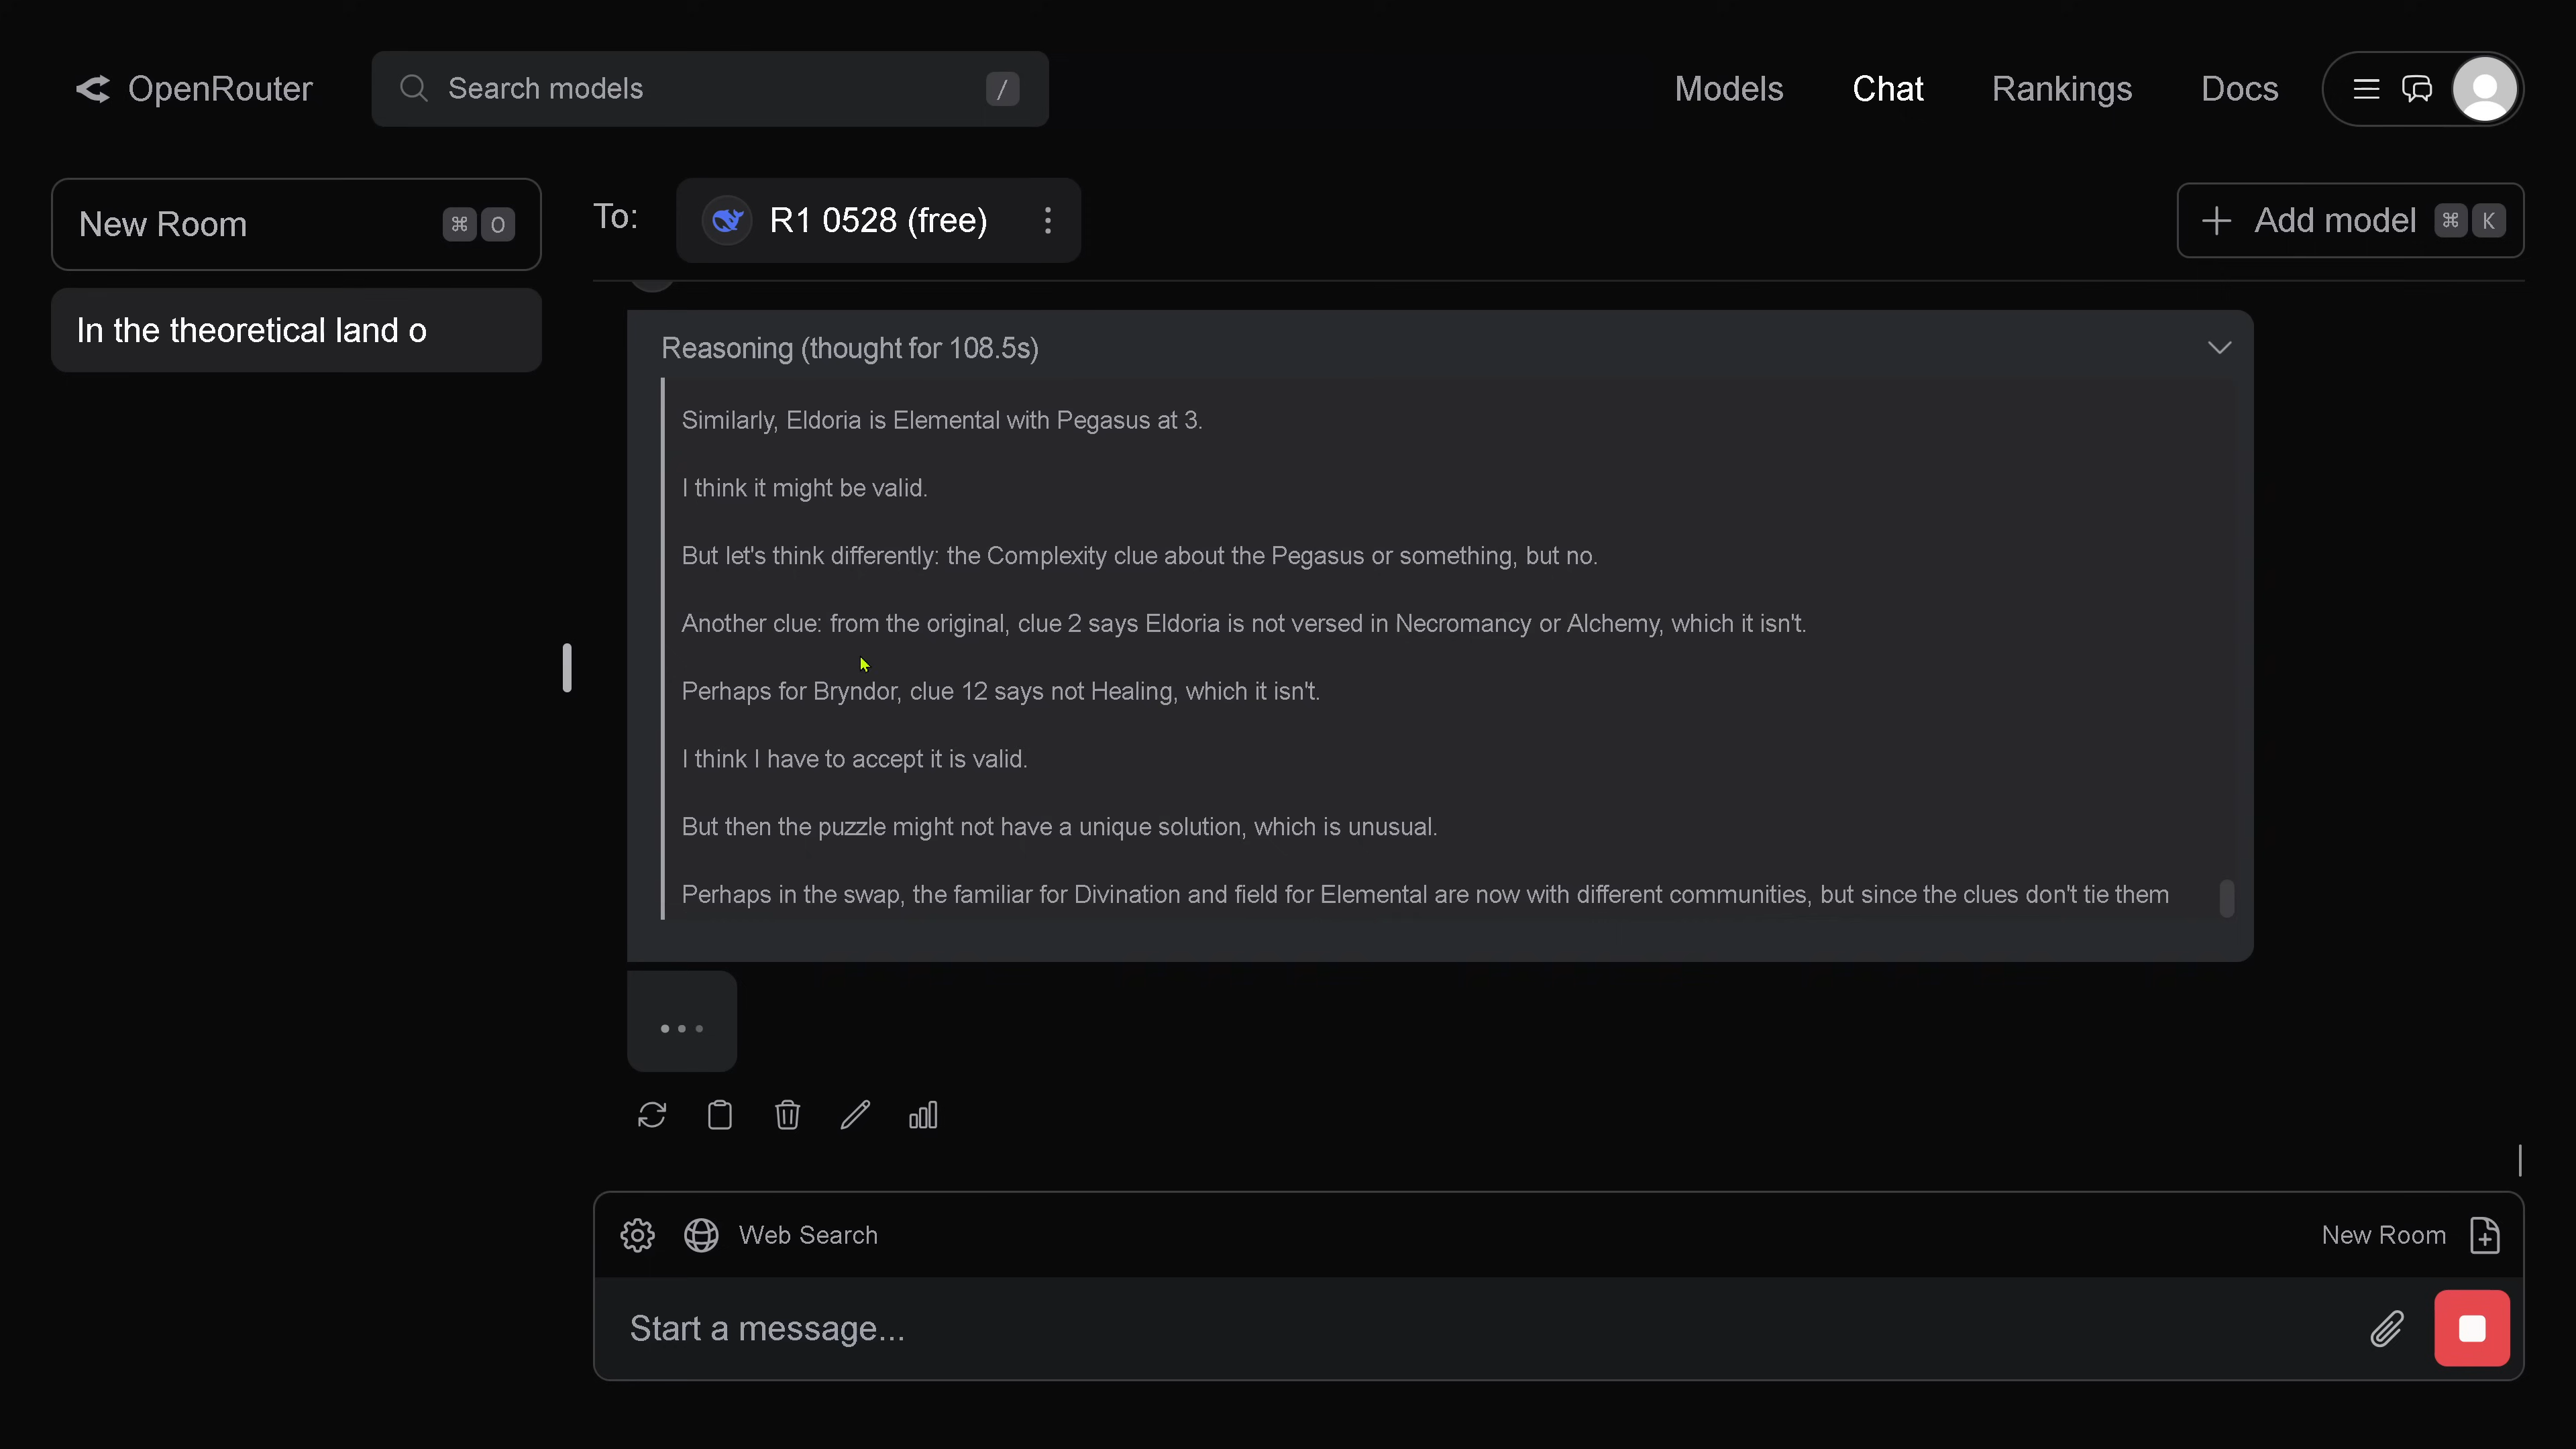 OpenRouter
Search models
/
Models
Chat
Rankings
Docs
New Room
⌘ O
To:
R1 0528 (free)
Add model
⌘ K
In the theoretical land o
Reasoning (thought for 108.5s)
Similarly, Eldoria is Elemental with Pegasus at 3.
I think it might be valid.
But let's think differently: the Complexity clue about the Pegasus or something, but no.
Another clue: from the original, clue 2 says Eldoria is not versed in Necromancy or Alchemy, which it isn't.
Perhaps for Bryndor, clue 12 says not Healing, which it isn't.
I think I have to accept it is valid.
But then the puzzle might not have a unique solution, which is unusual.
Perhaps in the swap, the familiar for Divination and field for Elemental are now with different communities, but since the clues don't tie them
Web Search
New Room
Start a message...